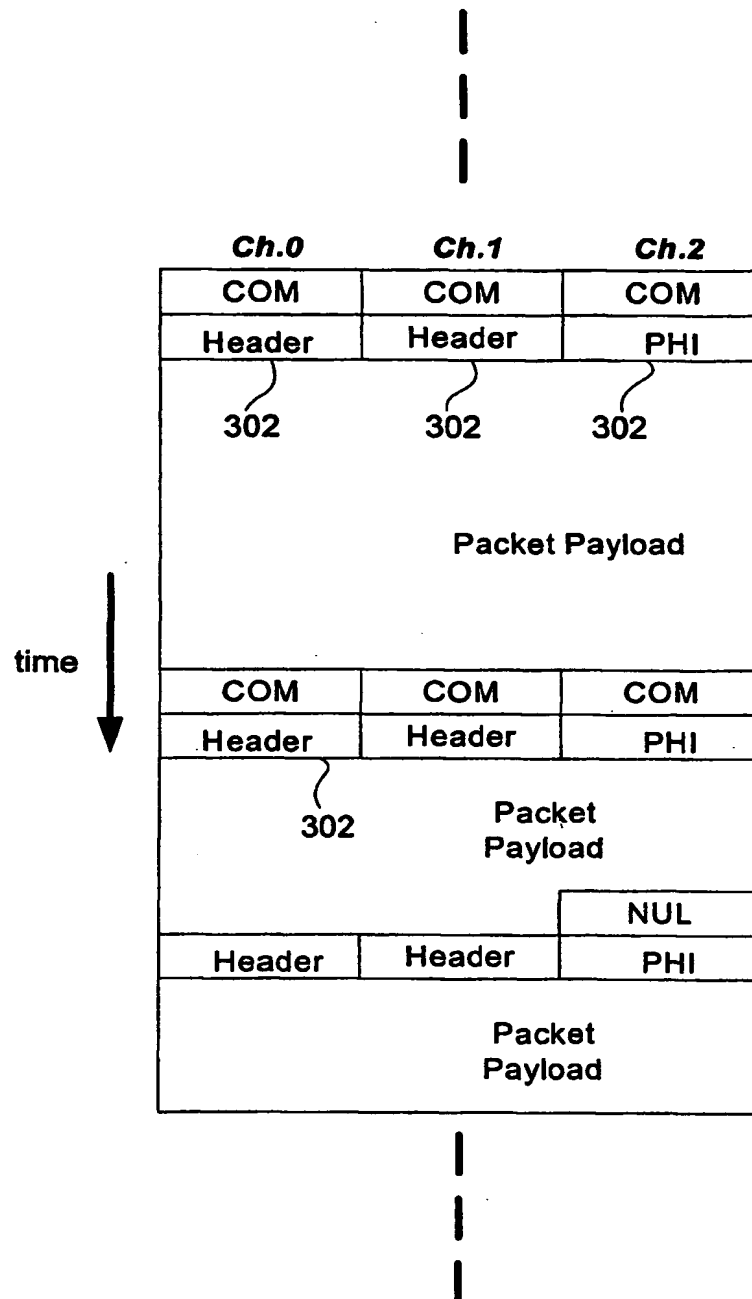 Ch.0 Ch.1 Ch.2
COM COM COM
Header Header PHI
302 302 302
Packet Payload
time
COM COM COM
Header Header PHI
302
Packet
Payload
NUL
Header Header PHI
Packet
Payload